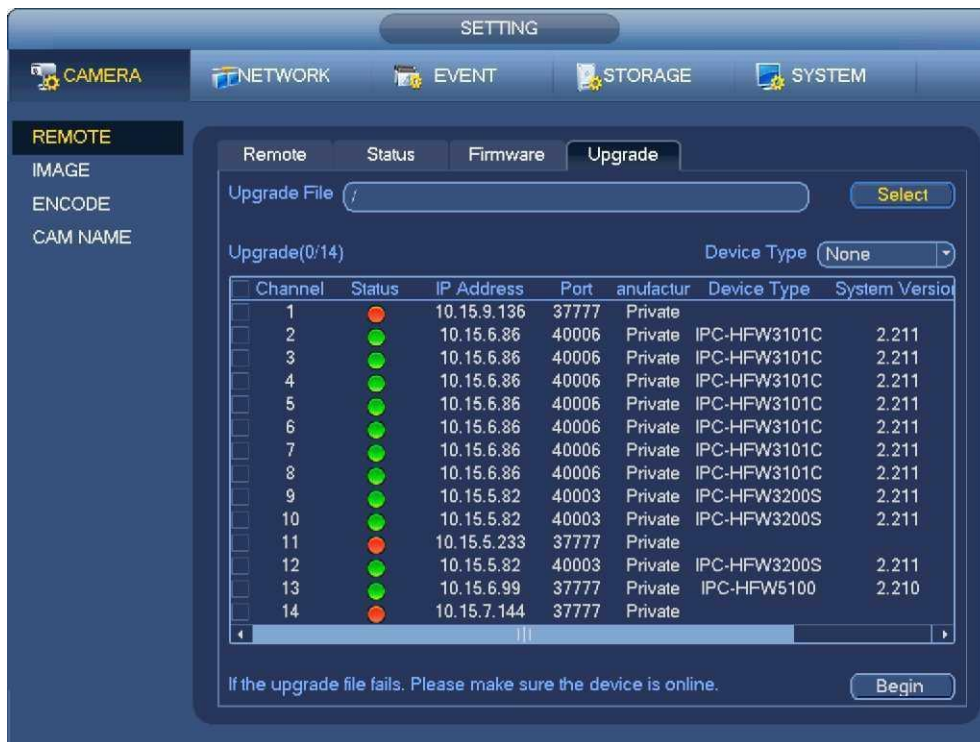 SETTING
CAMERA NETWORK EVENT STORAGE SYSTEM
REMOTE
IMAGE
ENCODE
CAM NAME
Remote Status Firmware Upgrade
Upgrade File / Select
Upgrade(0/14) Device Type None
Channel Status IP Address Port anufactur Device Type System Version
1 10.15.9.136 37777 Private
2 10.15.6.86 40006 Private IPC-HFW3101C 2.211
3 10.15.6.86 40006 Private IPC-HFW3101C 2.211
4 10.15.6.86 40006 Private IPC-HFW3101C 2.211
5 10.15.6.86 40006 Private IPC-HFW3101C 2.211
6 10.15.6.86 40006 Private IPC-HFW3101C 2.211
7 10.15.6.86 40006 Private IPC-HFW3101C 2.211
8 10.15.6.86 40006 Private IPC-HFW3101C 2.211
9 10.15.5.82 40003 Private IPC-HFW3200S 2.211
10 10.15.5.82 40003 Private IPC-HFW3200S 2.211
11 10.15.5.233 37777 Private
12 10.15.5.82 40003 Private IPC-HFW3200S 2.211
13 10.15.6.99 37777 Private IPC-HFW5100 2.210
14 10.15.7.144 37777 Private
If the upgrade file fails. Please make sure the device is online. Begin